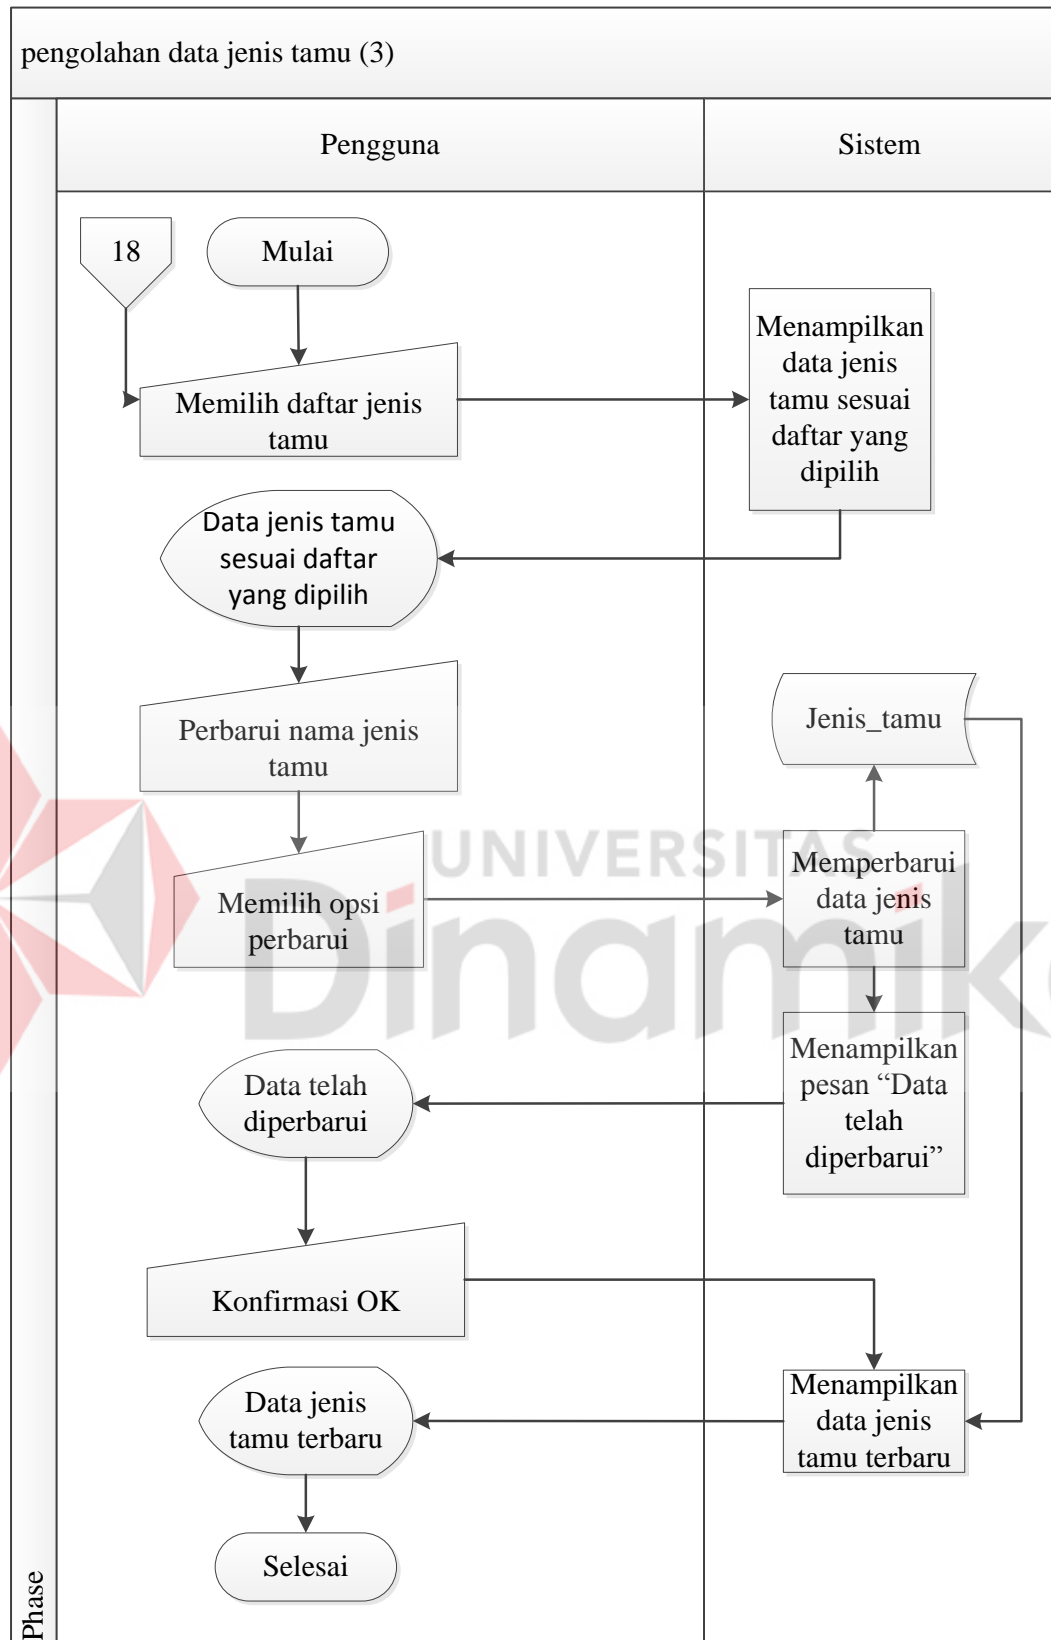 pengolahan data jenis tamu (3)
Pengguna
Sistem
18
Mulai
Menampilkan
data jenis
tamu sesuai
daftar yang
dipilih
Memilih daftar jenis
tamu
Data jenis tamu
sesuai daftar
yang dipilih
Perbarui nama jenis
tamu
Jenis_tamu
UNIVERSITAS
Dinamika
Memilih opsi
perbarui
Memperbarui
data jenis
tamu
Menampilkan
pesan “Data
telah
diperbarui”
Data telah
diperbarui
Konfirmasi OK
Menampilkan
data jenis
tamu terbaru
Data jenis
tamu terbaru
Selesai
Phase